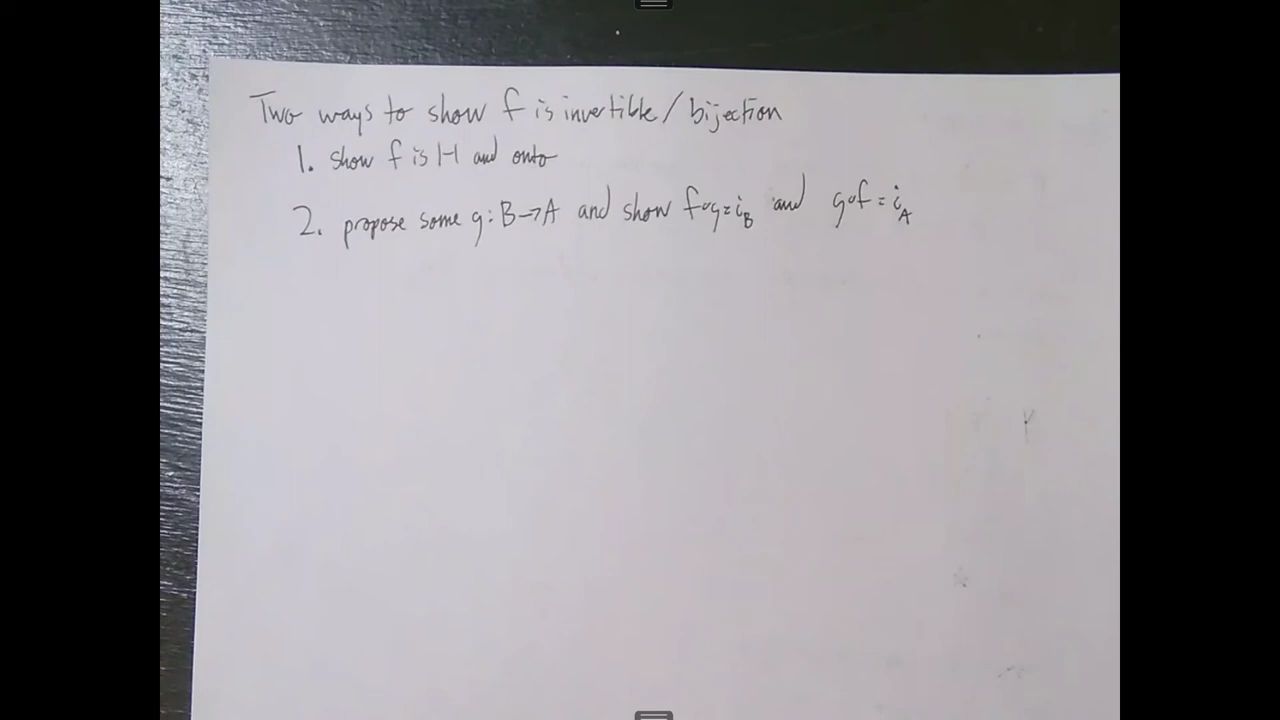 Two ways to show f is invertible / bijection
1. show f is 1-1 and onto
2. propose some g: B→A and show f∘g = i_B and g∘f = i_A